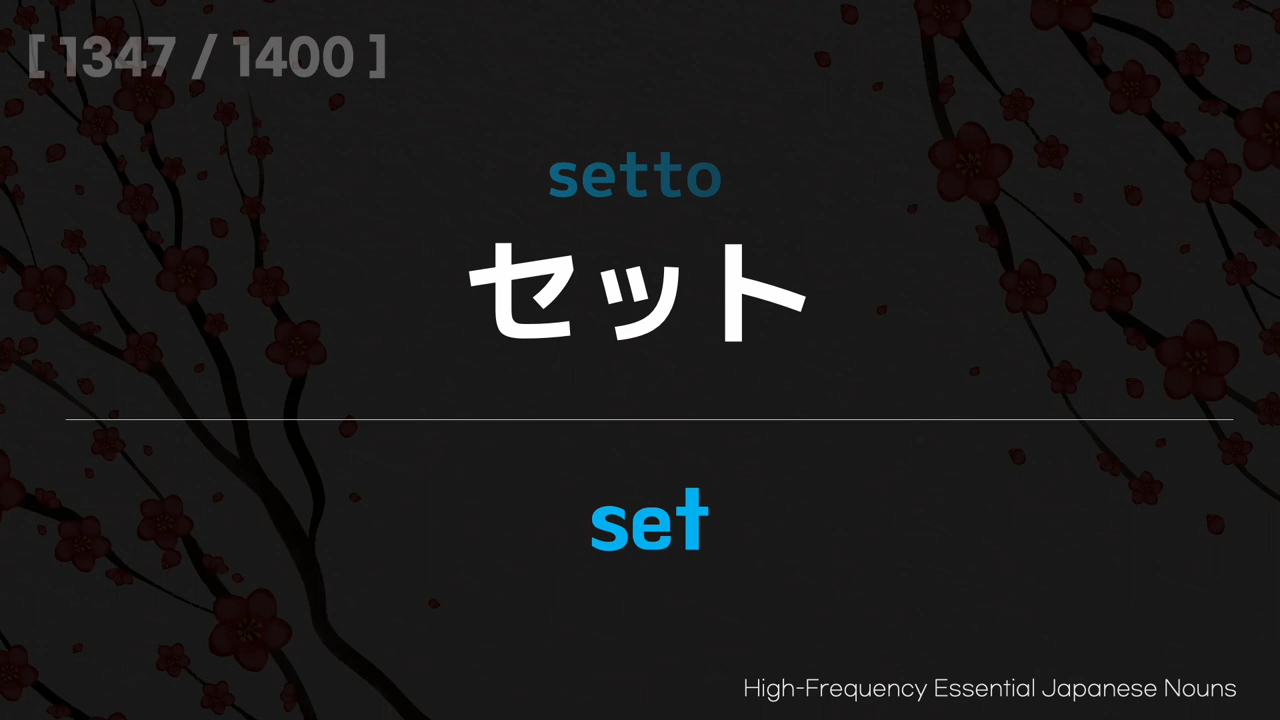 [ 1347 / 1400 ]
setto
セット
set
High-Frequency Essential Japanese Nouns